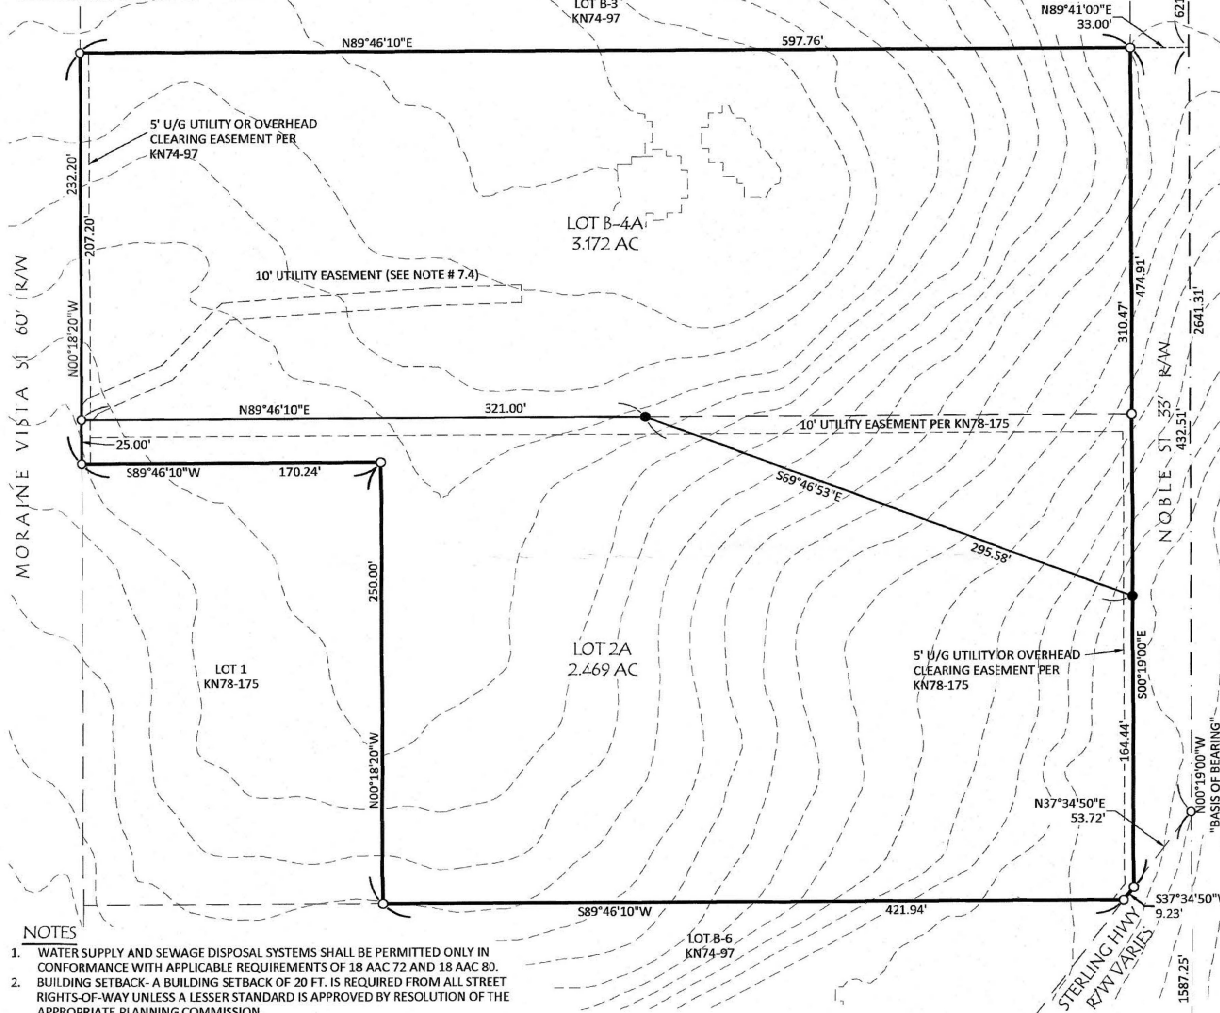 LOT B-3
KN74-97
N89°41'00"E
33.00'
N89°46'10"E
597.76'
5' U/G UTILITY OR OVERHEAD
CLEARING EASEMENT PER
KN74-97
232.20'
207.20'
N00°18'20"W
LOT B-4A
3.172 AC
10' UTILITY EASEMENT (SEE NOTE # 7.4)
474.91'
310.47'
2641.31'
MORAINE VISTA ST 60' R/W
NOBLE ST 33' R/W
432.51'
N89°46'10"E
321.00'
10' UTILITY EASEMENT PER KN78-175
25.00'
S89°46'10"W
170.24'
S69°46'53"E
295.58'
250.00'
N00°18'20"W
LOT 1
KN78-175
LOT 2A
2.469 AC
5' U/G UTILITY OR OVERHEAD
CLEARING EASEMENT PER
KN78-175
S00°19'00"E
164.44'
N00°19'00"W
"BASIS OF BEARING"
N37°34'50"E
53.72'
S37°34'50"W
9.23'
S89°46'10"W
421.94'
LOT B-6
KN74-97
STERLING HWY
R/W VARIES
1587.25'
NOTES
1. WATER SUPPLY AND SEWAGE DISPOSAL SYSTEMS SHALL BE PERMITTED ONLY IN
CONFORMANCE WITH APPLICABLE REQUIREMENTS OF 18 AAC 72 AND 18 AAC 80.
2. BUILDING SETBACK- A BUILDING SETBACK OF 20 FT. IS REQUIRED FROM ALL STREET
RIGHTS-OF-WAY UNLESS A LESSER STANDARD IS APPROVED BY RESOLUTION OF THE
APPROPRIATE PLANNING COMMISSION